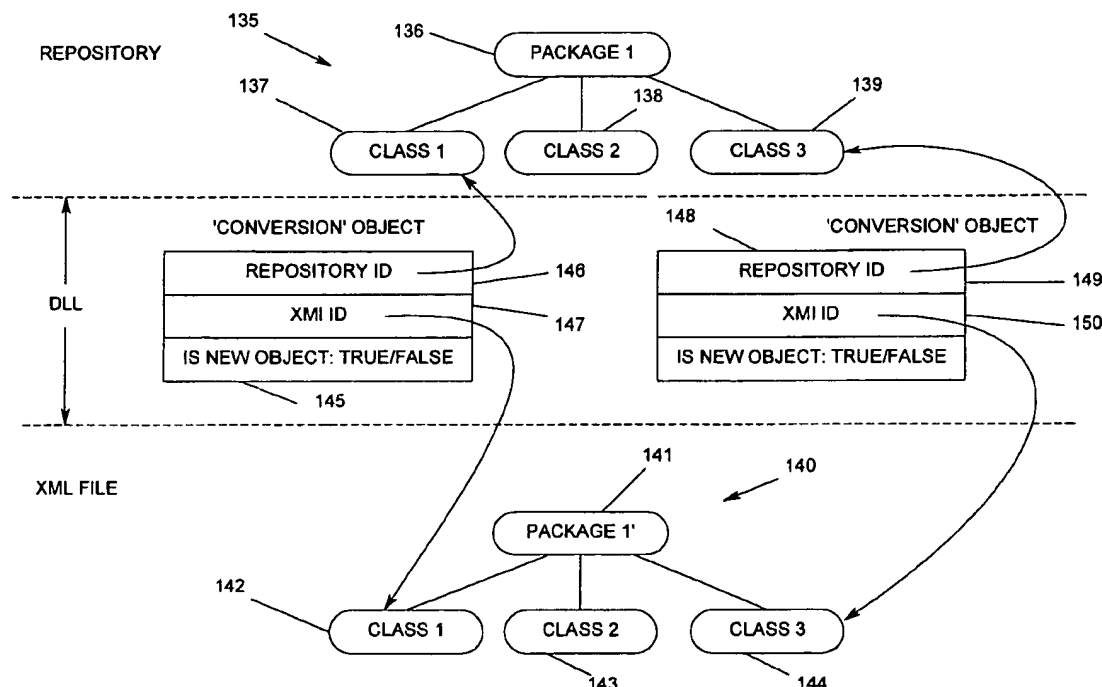 135
136
PACKAGE 1
REPOSITORY
137
138
139
CLASS 1
CLASS 2
CLASS 3
'CONVERSION' OBJECT
148
'CONVERSION' OBJECT
REPOSITORY ID
146
REPOSITORY ID
149
DLL
XMI ID
147
XMI ID
150
IS NEW OBJECT: TRUE/FALSE
IS NEW OBJECT: TRUE/FALSE
145
141
140
XML FILE
PACKAGE 1'
142
CLASS 1
CLASS 2
CLASS 3
143
144